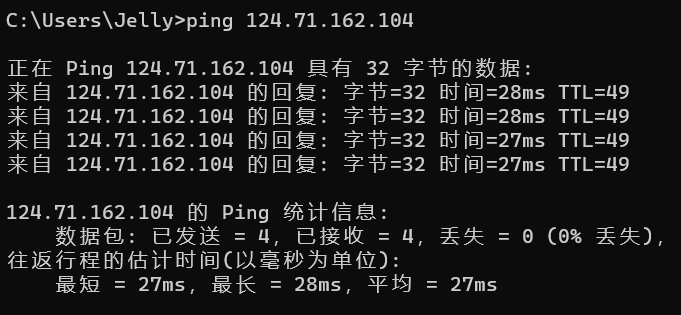 C:\Users\Jelly>ping 124.71.162.104
正在 Ping 124.71.162.104 具有 32 字节的数据:
来自 124.71.162.104 的回复: 字节=32 时间=28ms TTL=49
来自 124.71.162.104 的回复: 字节=32 时间=28ms TTL=49
来自 124.71.162.104 的回复: 字节=32 时间=27ms TTL=49
来自 124.71.162.104 的回复: 字节=32 时间=27ms TTL=49
124.71.162.104 的 Ping 统计信息:
数据包: 已发送 = 4, 已接收 = 4, 丢失 = 0 (0% 丢失),
往返行程的估计时间(以毫秒为单位):
最短 = 27ms, 最长 = 28ms, 平均 = 27ms